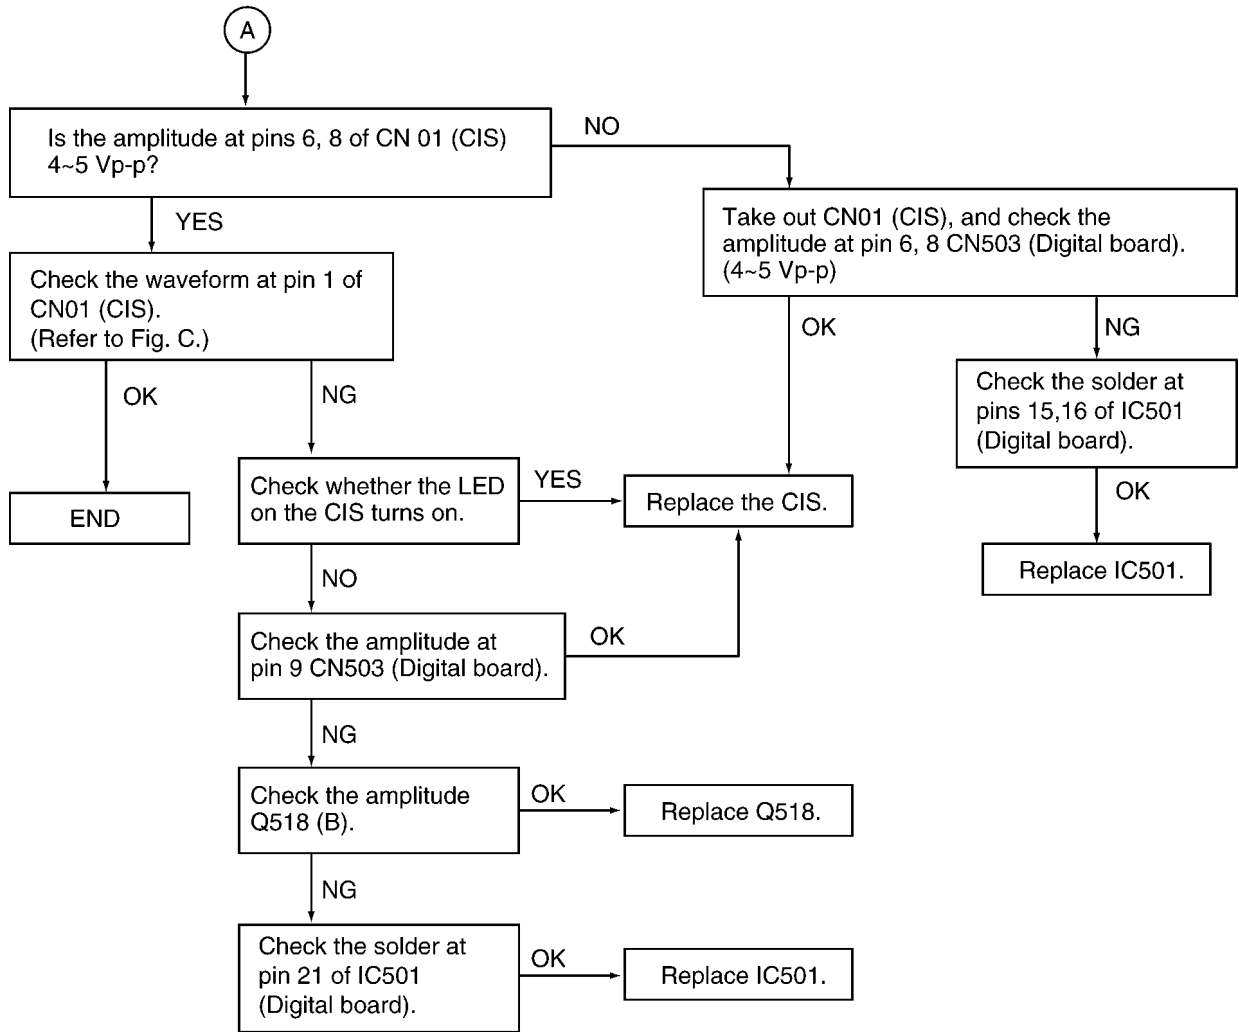 A
Is the amplitude at pins 6, 8 of CN 01 (CIS)
4~5 Vp-p?
NO
YES
Take out CN01 (CIS), and check the
amplitude at pin 6, 8 CN503 (Digital board).
(4~5 Vp-p)
Check the waveform at pin 1 of
CN01 (CIS).
(Refer to Fig. C.)
OK
NG
OK
NG
Check the solder at
pins 15,16 of IC501
(Digital board).
END
Check whether the LED
on the CIS turns on.
YES
Replace the CIS.
OK
Replace IC501.
NO
Check the amplitude at
pin 9 CN503 (Digital board).
OK
NG
Check the amplitude
Q518 (B).
OK
Replace Q518.
NG
Check the solder at
pin 21 of IC501
(Digital board).
OK
Replace IC501.